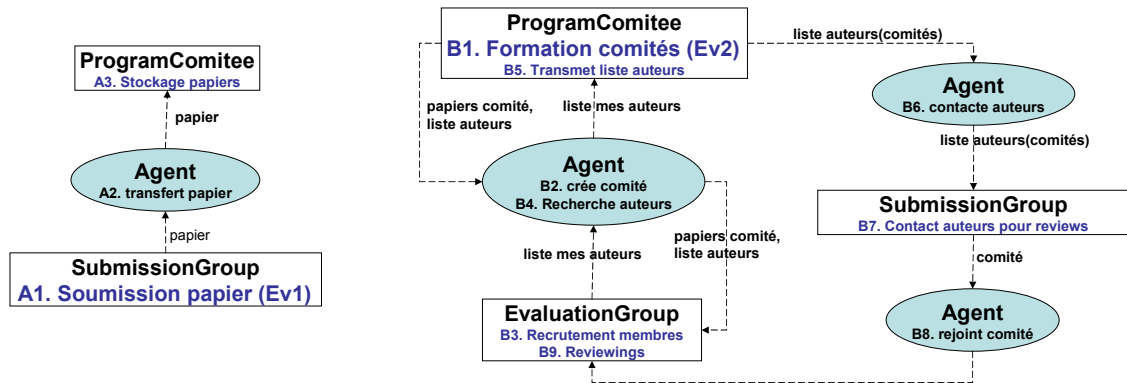 ProgramComitee
A3. Stockage papiers
papier
Agent
A2. transfert papier
papier
SubmissionGroup
A1. Soumission papier (Ev1)
ProgramComitee
B1. Formation comités (Ev2)
B5. Transmet liste auteurs
liste auteurs(comités)
papiers comité,
liste auteurs
liste mes auteurs
Agent
B6. contacte auteurs
liste auteurs(comités)
Agent
B2. crée comité
B4. Recherche auteurs
SubmissionGroup
B7. Contact auteurs pour reviews
liste mes auteurs
papiers comité,
liste auteurs
comité
EvaluationGroup
B3. Recrutement membres
B9. Reviewings
Agent
B8. rejoint comité